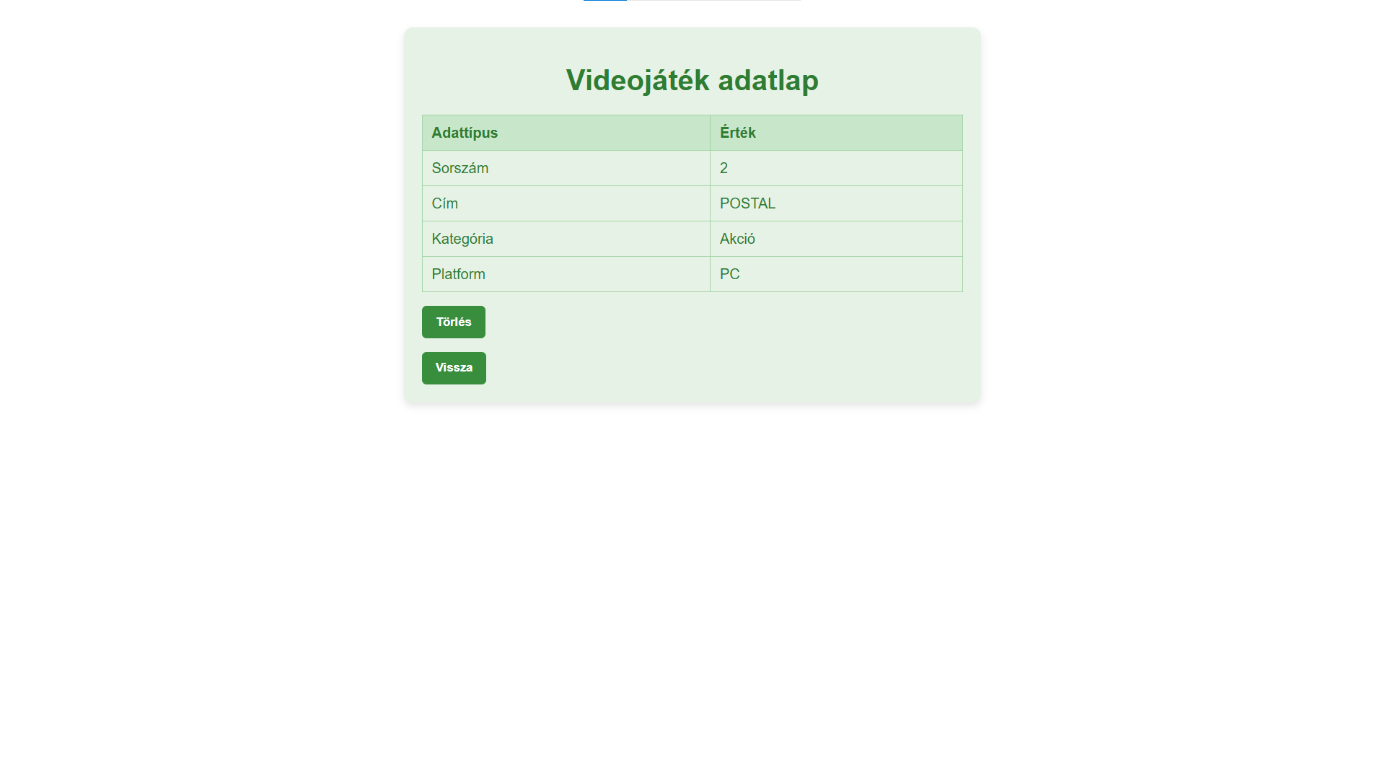 Videojáték adatlap
Adattípus Érték
Sorszám 2
Cím POSTAL
Kategória Akció
Platform PC
Törlés
Vissza